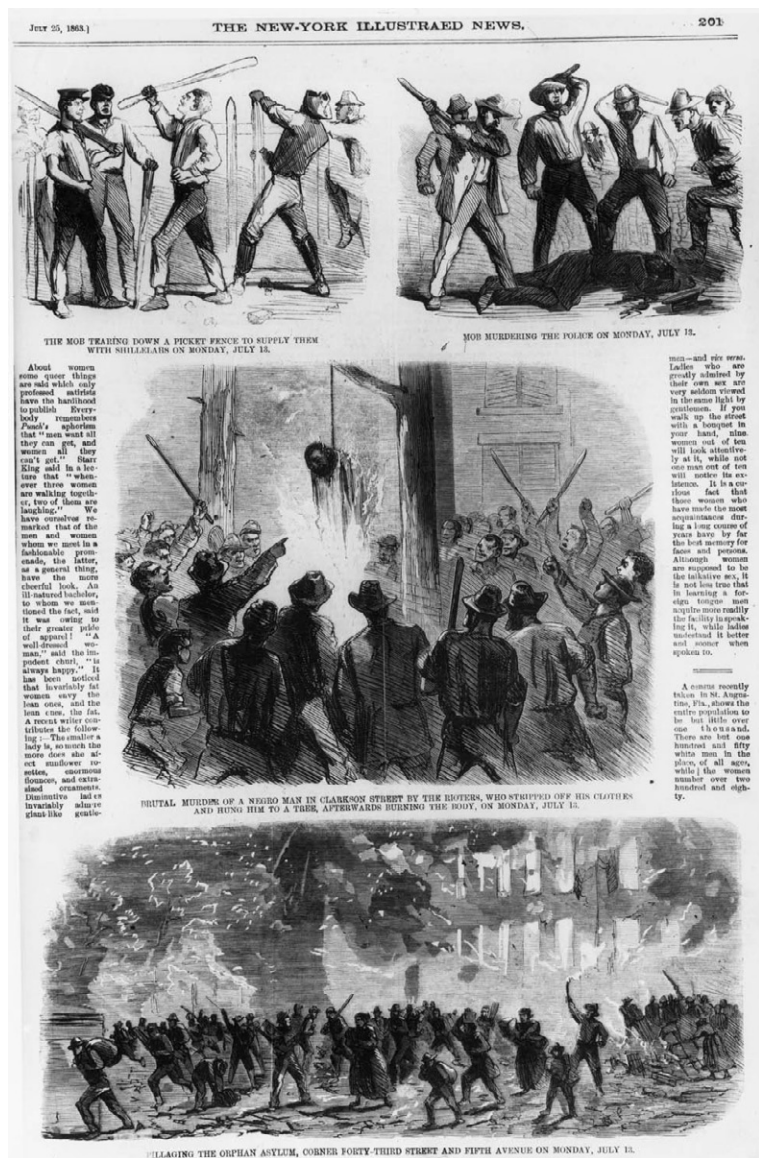 JULY 25, 1863.]
THE NEW-YORK ILLUSTRAED NEWS.
201
THE MOB TEARING DOWN A PICKET FENCE TO SUPPLY THEM
WITH SHILLELAHS ON MONDAY, JULY 13.
MOB MURDERING THE POLICE ON MONDAY, JULY 13.
About women
some queer things
are said which only
professed satirists
have the hardihood
to publish Every-
body remembers
Punch's aphorism
that "men want all
they can get, and
women all they
can't get." Starr
King said in a lec-
ture that "when-
ever three women
are walking togeth-
er, two of them are
laughing." We
have ourselves re-
marked that of the
men and women
whom we meet in a
fashionable prom-
enade, the latter,
as a general thing,
have the more
cheerful look. An
ill-natured bachelor,
to whom we men-
tioned the fact, said
it was owing to
their greater pride
of apparel! "A
well-dressed wo-
man," said the im-
pudent churl, "is
always happy." It
has been noticed
that invariably fat
women envy the
lean ones, and the
lean ones, the fat.
A recent writer con-
tributes the follow-
ing:—The smaller a
lady is, so much the
more does she af-
ect sunflower ro-
settes, enormous
flounces, and extra-
sized ornaments.
Diminutive ladies
invariably admire
giant-like gentle-
men—and vice versa.
Ladies who are
greatly admired by
their own sex are
very seldom viewed
in the same light by
gentlemen. If you
walk up the street
with a bouquet in
your hand, nine
women out of ten
will look attentive-
ly at it, while not
one man out of ten
will notice its ex-
istence. It is a cu-
rious fact that
those women who
have made the most
acquaintances dur-
ing a long course of
years have by far
the best memory for
faces and persons.
Although women
are supposed to be
the talkative sex, it
is not less true that
in learning a for-
eign tongue men
acquire more readily
the facility in speak-
ing it, while ladies
understand it better
and sooner when
spoken to.
A census recently
taken in St. Augus-
tine, Fla., shows the
entire population to
be but little over
one thousand.
There are but one
hundred and fifty
white men in the
place, of all ages,
while the women
number over two
hundred and eigh-
ty.
BRUTAL MURDER OF A NEGRO MAN IN CLARKSON STREET BY THE RIOTERS, WHO STRIPPED OFF HIS CLOTHES
AND HUNG HIM TO A TREE, AFTERWARDS BURNING THE BODY, ON MONDAY, JULY 13.
PILLAGING THE ORPHAN ASYLUM, CORNER FORTY-THIRD STREET AND FIFTH AVENUE ON MONDAY, JULY 13.